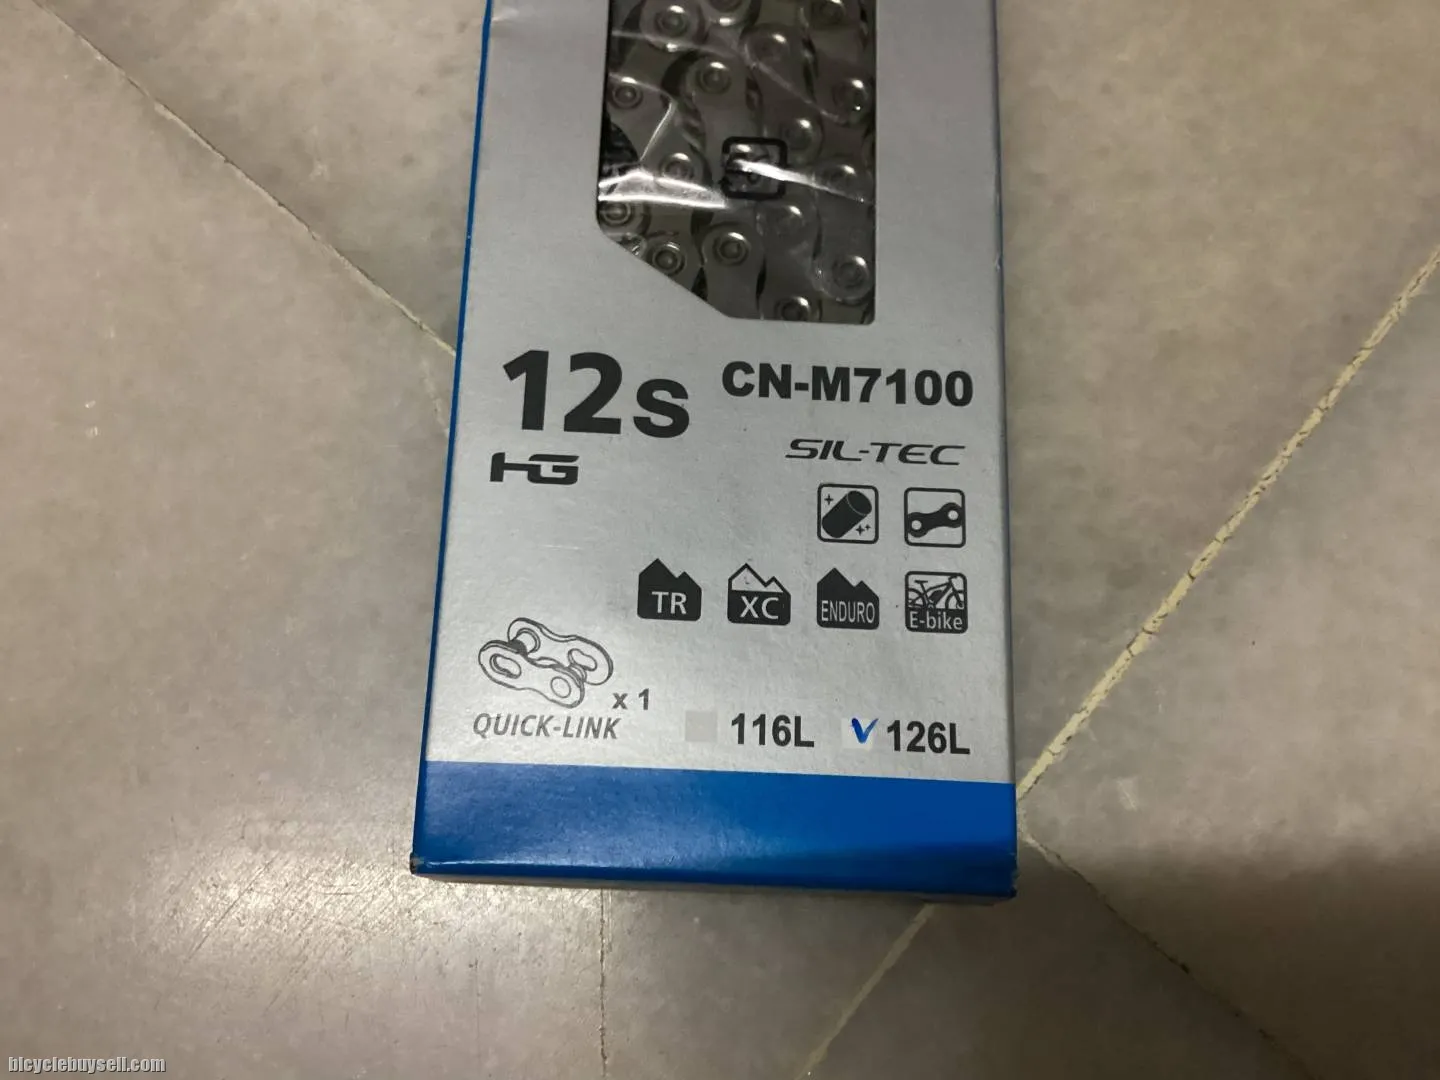 12s
CN-M7100
HG
SIL-TEC
TR
XC
ENDURO
E-bike
x 1
QUICK-LINK
116L
126L
bicyclebuysell.com